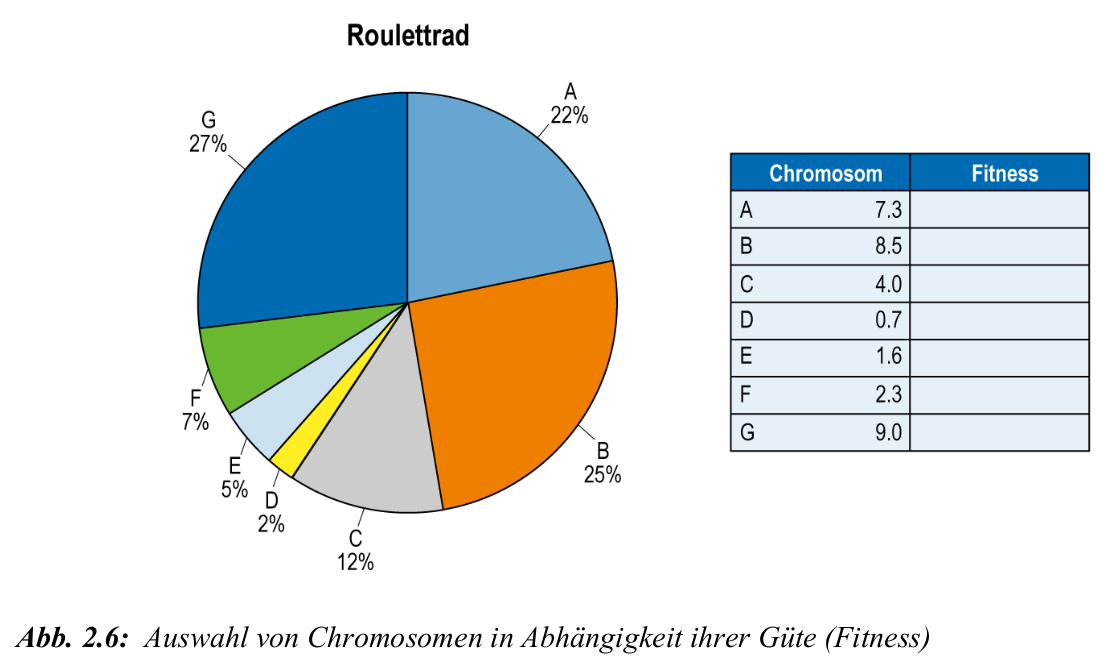 Roulettrad
A
22%
G
27%
B
25%
F
7%
E
5%
D
2%
C
12%
Chromosom Fitness
A 7.3
B 8.5
C 4.0
D 0.7
E 1.6
F 2.3
G 9.0
Abb. 2.6: Auswahl von Chromosomen in Abhängigkeit ihrer Güte (Fitness)